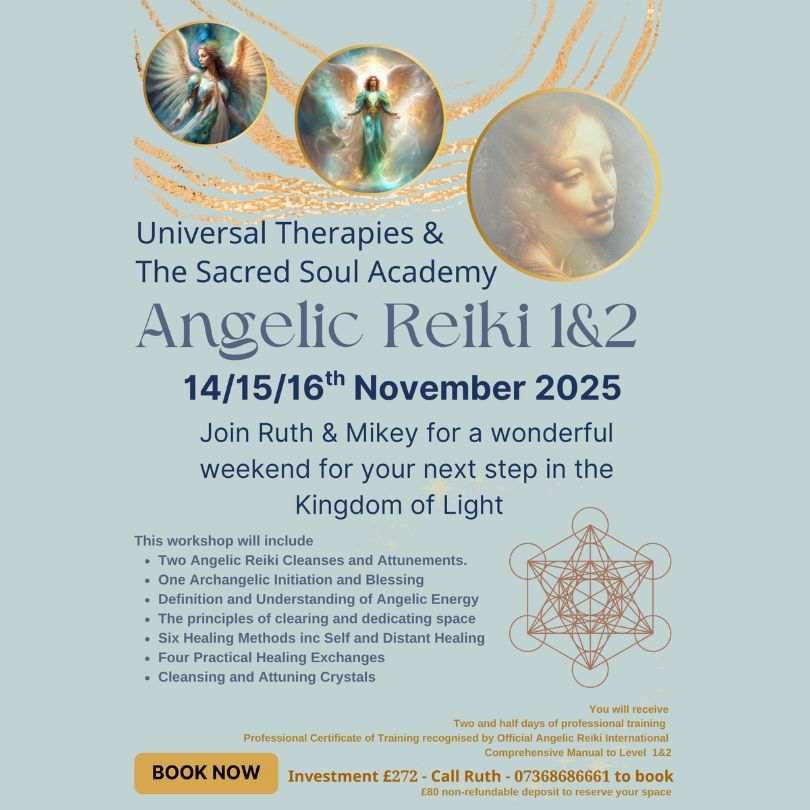 Universal Therapies &
The Sacred Soul Academy
Angelic Reiki 1&2
14/15/16th November 2025
Join Ruth & Mikey for a wonderful
weekend for your next step in the
Kingdom of Light
This workshop will include
• Two Angelic Reiki Cleanses and Attunements.
• One Archangelic Initiation and Blessing
• Definition and Understanding of Angelic Energy
• The principles of clearing and dedicating space
• Six Healing Methods inc Self and Distant Healing
• Four Practical Healing Exchanges
• Cleansing and Attuning Crystals
You will receive
Two and half days of professional training
Professional Certificate of Training recognised by Official Angelic Reiki International
Comprehensive Manual to Level 1&2
BOOK NOW
Investment £272 - Call Ruth - 07368686661 to book
£80 non-refundable deposit to reserve your space